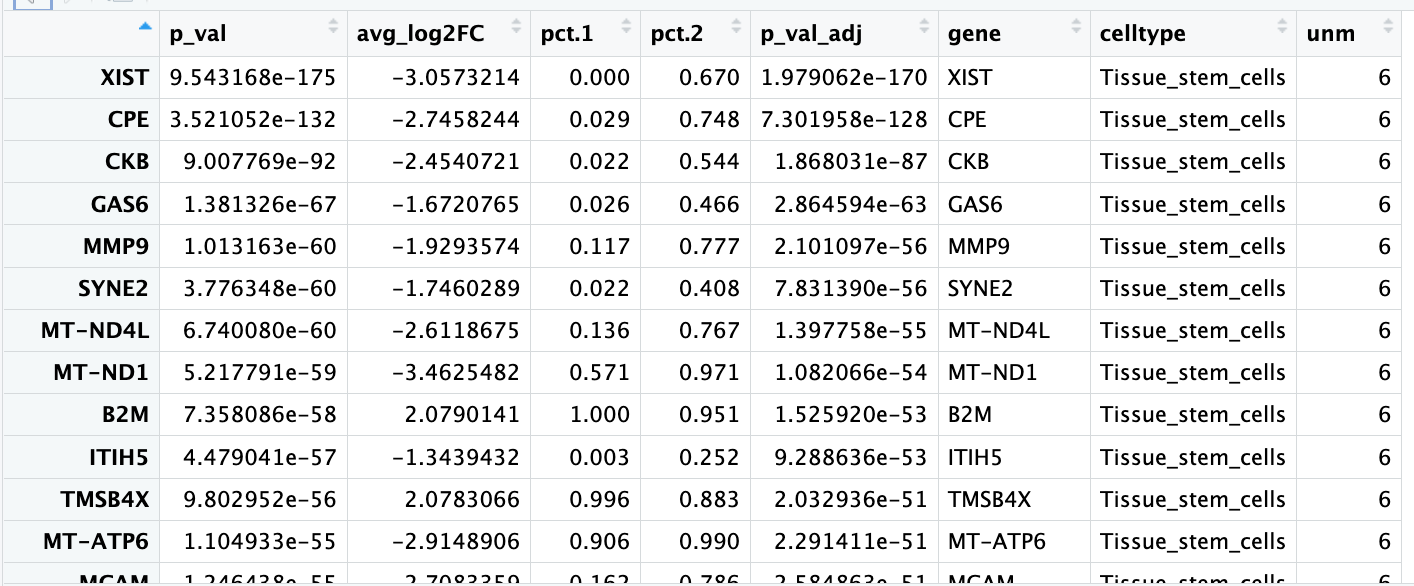 p_val avg_log2FC pct.1 pct.2 p_val_adj gene celltype unm
XIST 9.543168e-175 -3.0573214 0.000 0.670 1.979062e-170 XIST Tissue_stem_cells 6
CPE 3.521052e-132 -2.7458244 0.029 0.748 7.301958e-128 CPE Tissue_stem_cells 6
CKB 9.007769e-92 -2.4540721 0.022 0.544 1.868031e-87 CKB Tissue_stem_cells 6
GAS6 1.381326e-67 -1.6720765 0.026 0.466 2.864594e-63 GAS6 Tissue_stem_cells 6
MMP9 1.013163e-60 -1.9293574 0.117 0.777 2.101097e-56 MMP9 Tissue_stem_cells 6
SYNE2 3.776348e-60 -1.7460289 0.022 0.408 7.831390e-56 SYNE2 Tissue_stem_cells 6
MT-ND4L 6.740080e-60 -2.6118675 0.136 0.767 1.397758e-55 MT-ND4L Tissue_stem_cells 6
MT-ND1 5.217791e-59 -3.4625482 0.571 0.971 1.082066e-54 MT-ND1 Tissue_stem_cells 6
B2M 7.358086e-58 2.0790141 1.000 0.951 1.525920e-53 B2M Tissue_stem_cells 6
ITIH5 4.479041e-57 -1.3439432 0.003 0.252 9.288636e-53 ITIH5 Tissue_stem_cells 6
TMSB4X 9.802952e-56 2.0783066 0.996 0.883 2.032936e-51 TMSB4X Tissue_stem_cells 6
MT-ATP6 1.104933e-55 -2.9148906 0.906 0.990 2.291411e-51 MT-ATP6 Tissue_stem_cells 6
MCAM Tissue_stem_cells 6